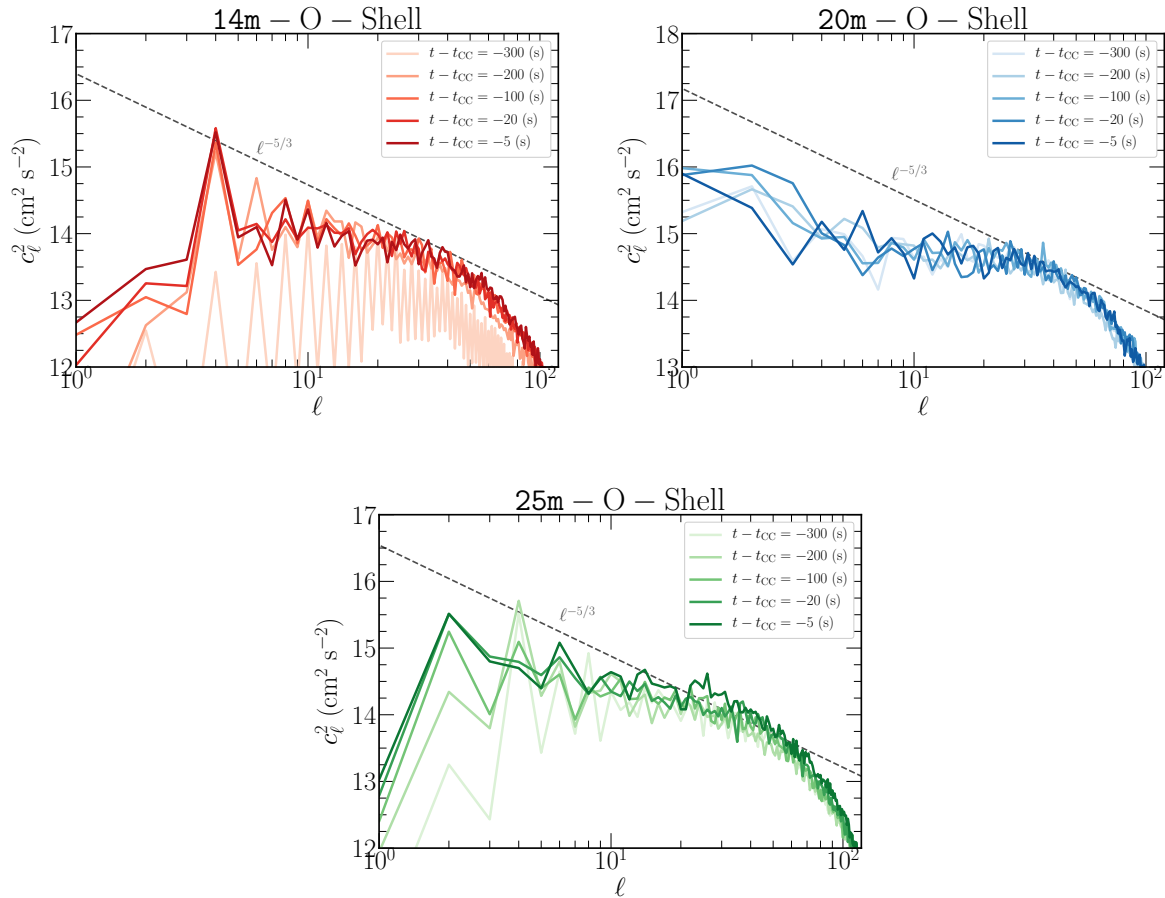 14m – O – Shell
17
16
15
14
13
12
c²ℓ (cm² s⁻²)
t − tCC = −300 (s)
t − tCC = −200 (s)
t − tCC = −100 (s)
t − tCC = −20 (s)
t − tCC = −5 (s)
ℓ⁻⁵/³
10⁰ 10¹ 10²
ℓ
20m – O – Shell
18
17
16
15
14
13
c²ℓ (cm² s⁻²)
t − tCC = −300 (s)
t − tCC = −200 (s)
t − tCC = −100 (s)
t − tCC = −20 (s)
t − tCC = −5 (s)
ℓ⁻⁵/³
10⁰ 10¹ 10²
ℓ
25m – O – Shell
17
16
15
14
13
12
c²ℓ (cm² s⁻²)
t − tCC = −300 (s)
t − tCC = −200 (s)
t − tCC = −100 (s)
t − tCC = −20 (s)
t − tCC = −5 (s)
ℓ⁻⁵/³
10⁰ 10¹ 10²
ℓ